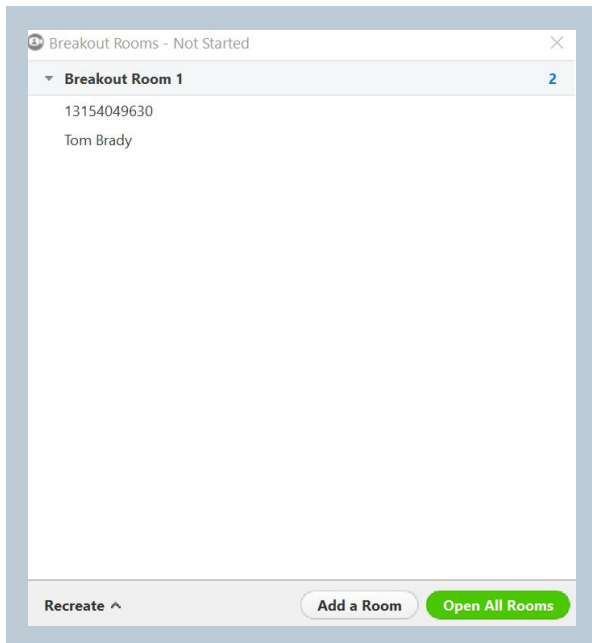 Breakout Rooms - Not Started
Breakout Room 1 2
13154049630
Tom Brady
Recreate Add a Room Open All Rooms